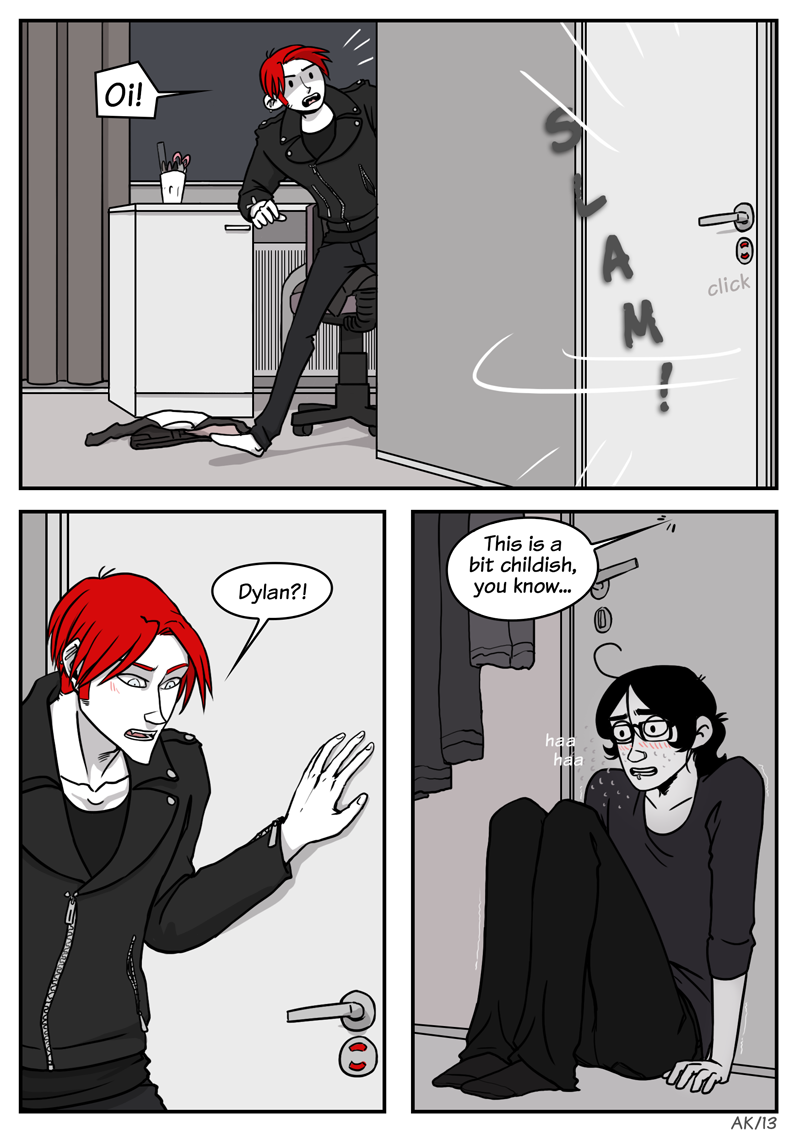 Oi!
SLAM!
click
Dylan?!
This is a
bit childish,
you know...
haa
haa
AK/13